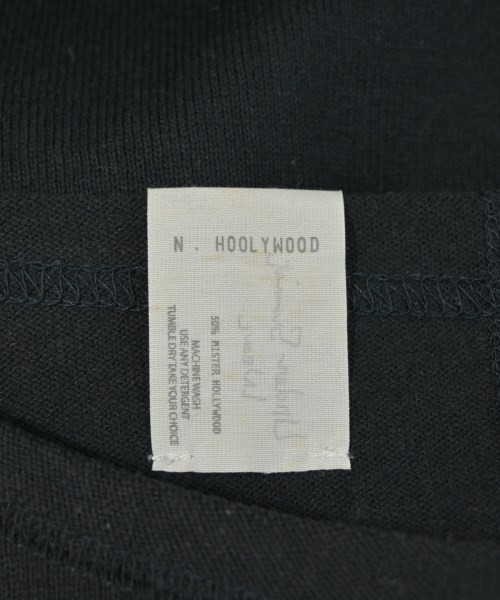 N . HOOLYWOOD
50% MISTER HOLLYWOOD
MACHINE WASH
USE ANY DETERGENT
TUMBLE DRY TAKE YOUR CHOICE